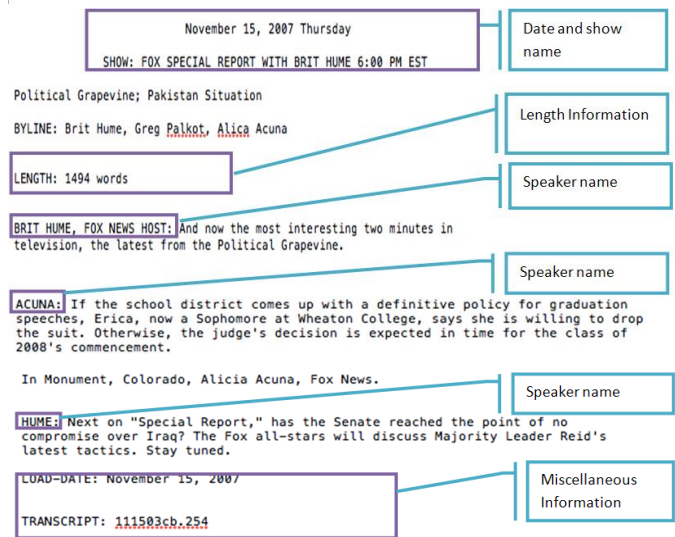 November 15, 2007 Thursday
SHOW: FOX SPECIAL REPORT WITH BRIT HUME 6:00 PM EST
Date and show
name
Political Grapevine; Pakistan Situation
BYLINE: Brit Hume, Greg Palkot, Alica Acuna
Length Information
LENGTH: 1494 words
Speaker name
BRIT HUME, FOX NEWS HOST: And now the most interesting two minutes in
television, the latest from the Political Grapevine.
Speaker name
ACUNA: If the school district comes up with a definitive policy for graduation
speeches, Erica, now a Sophomore at Wheaton College, says she is willing to drop
the suit. Otherwise, the judge's decision is expected in time for the class of
2008's commencement.
In Monument, Colorado, Alicia Acuna, Fox News.
Speaker name
HUME: Next on "Special Report," has the Senate reached the point of no
compromise over Iraq? The Fox all-stars will discuss Majority Leader Reid's
latest tactics. Stay tuned.
LOAD-DATE: November 15, 2007
Miscellaneous
Information
TRANSCRIPT: 111503cb.254